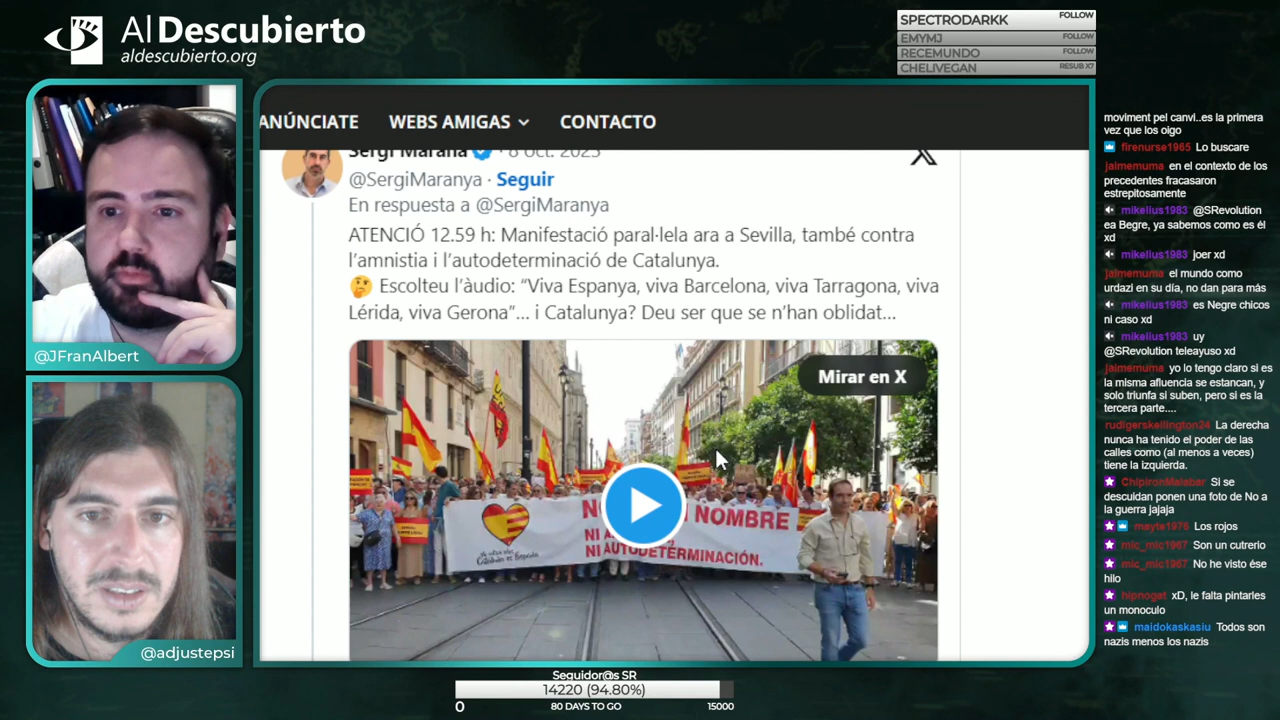 Al Descubierto
aldescubierto.org
SPECTRODARKK FOLLOW
EMYMJ FOLLOW
RECEMUNDO FOLLOW
CHELIVEGAN RESUB X7
ANÚNCIATE WEBS AMIGAS CONTACTO
@SergiMaranya · Seguir
En respuesta a @SergiMaranya
ATENCIÓ 12.59 h: Manifestació paral·lela ara a Sevilla, també contra
l'amnistia i l'autodeterminació de Catalunya.
🤔 Escolteu l'àudio: “Viva Espanya, viva Barcelona, viva Tarragona, viva
Lérida, viva Gerona”... i Catalunya? Deu ser que se n'han oblidat...
Mirar en X
NOMBRE
NI
NI AUTODETERMINACIÓN.
@JFranAlbert
@adjustepsi
moviment pel canvi..es la primera
vez que los oigo
firenurse1965 Lo buscare
jaimemuma en el contexto de los
precedentes fracasaron
estrepitosamente
mikelius1983 @SRevolution
ea Begre, ya sabemos como es él
xd
mikelius1983 joer xd
jaimemuma el mundo como
urdazi en su día, no dan para más
mikelius1983 es Negre chicos
ni caso xd
mikelius1983 uy
@SRevolution teleayuso xd
jaimemuma yo lo tengo claro si es
la misma afluencia se estancan, y
solo triunfa si suben, pero si es la
tercera parte....
rudigerskellington24 La derecha
nunca ha tenido el poder de las
calles como (al menos a veces)
tiene la izquierda.
ChipironMalabar Si se
descuidan ponen una foto de No a
la guerra jajaja
mayte1976 Los rojos
mic_mic1967 Son un cutrerio
mic_mic1967 No he visto ése
hilo
hipnogat xD, le falta pintarles
un monoculo
maidokaskasiu Todos son
nazis menos los nazis
Seguidor@s SR
14220 (94.80%)
0 80 DAYS TO GO 15000